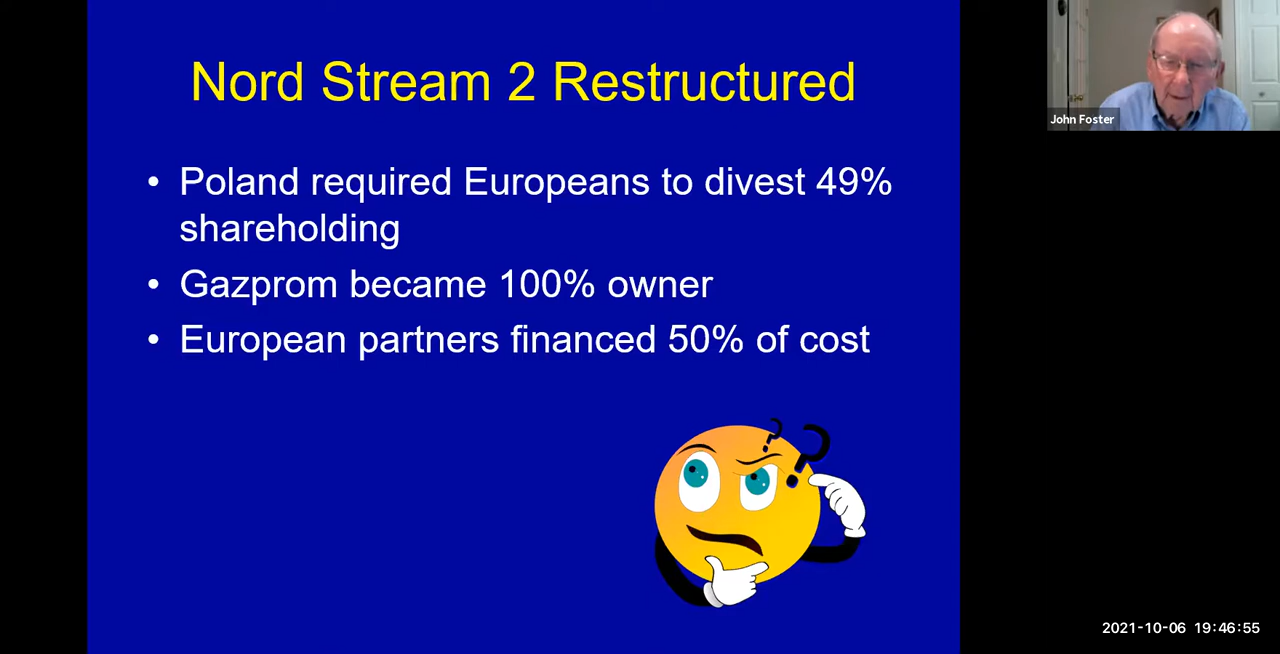 Nord Stream 2 Restructured
• Poland required Europeans to divest 49%
shareholding
• Gazprom became 100% owner
• European partners financed 50% of cost
? ?
John Foster
2021-10-06 19:46:55